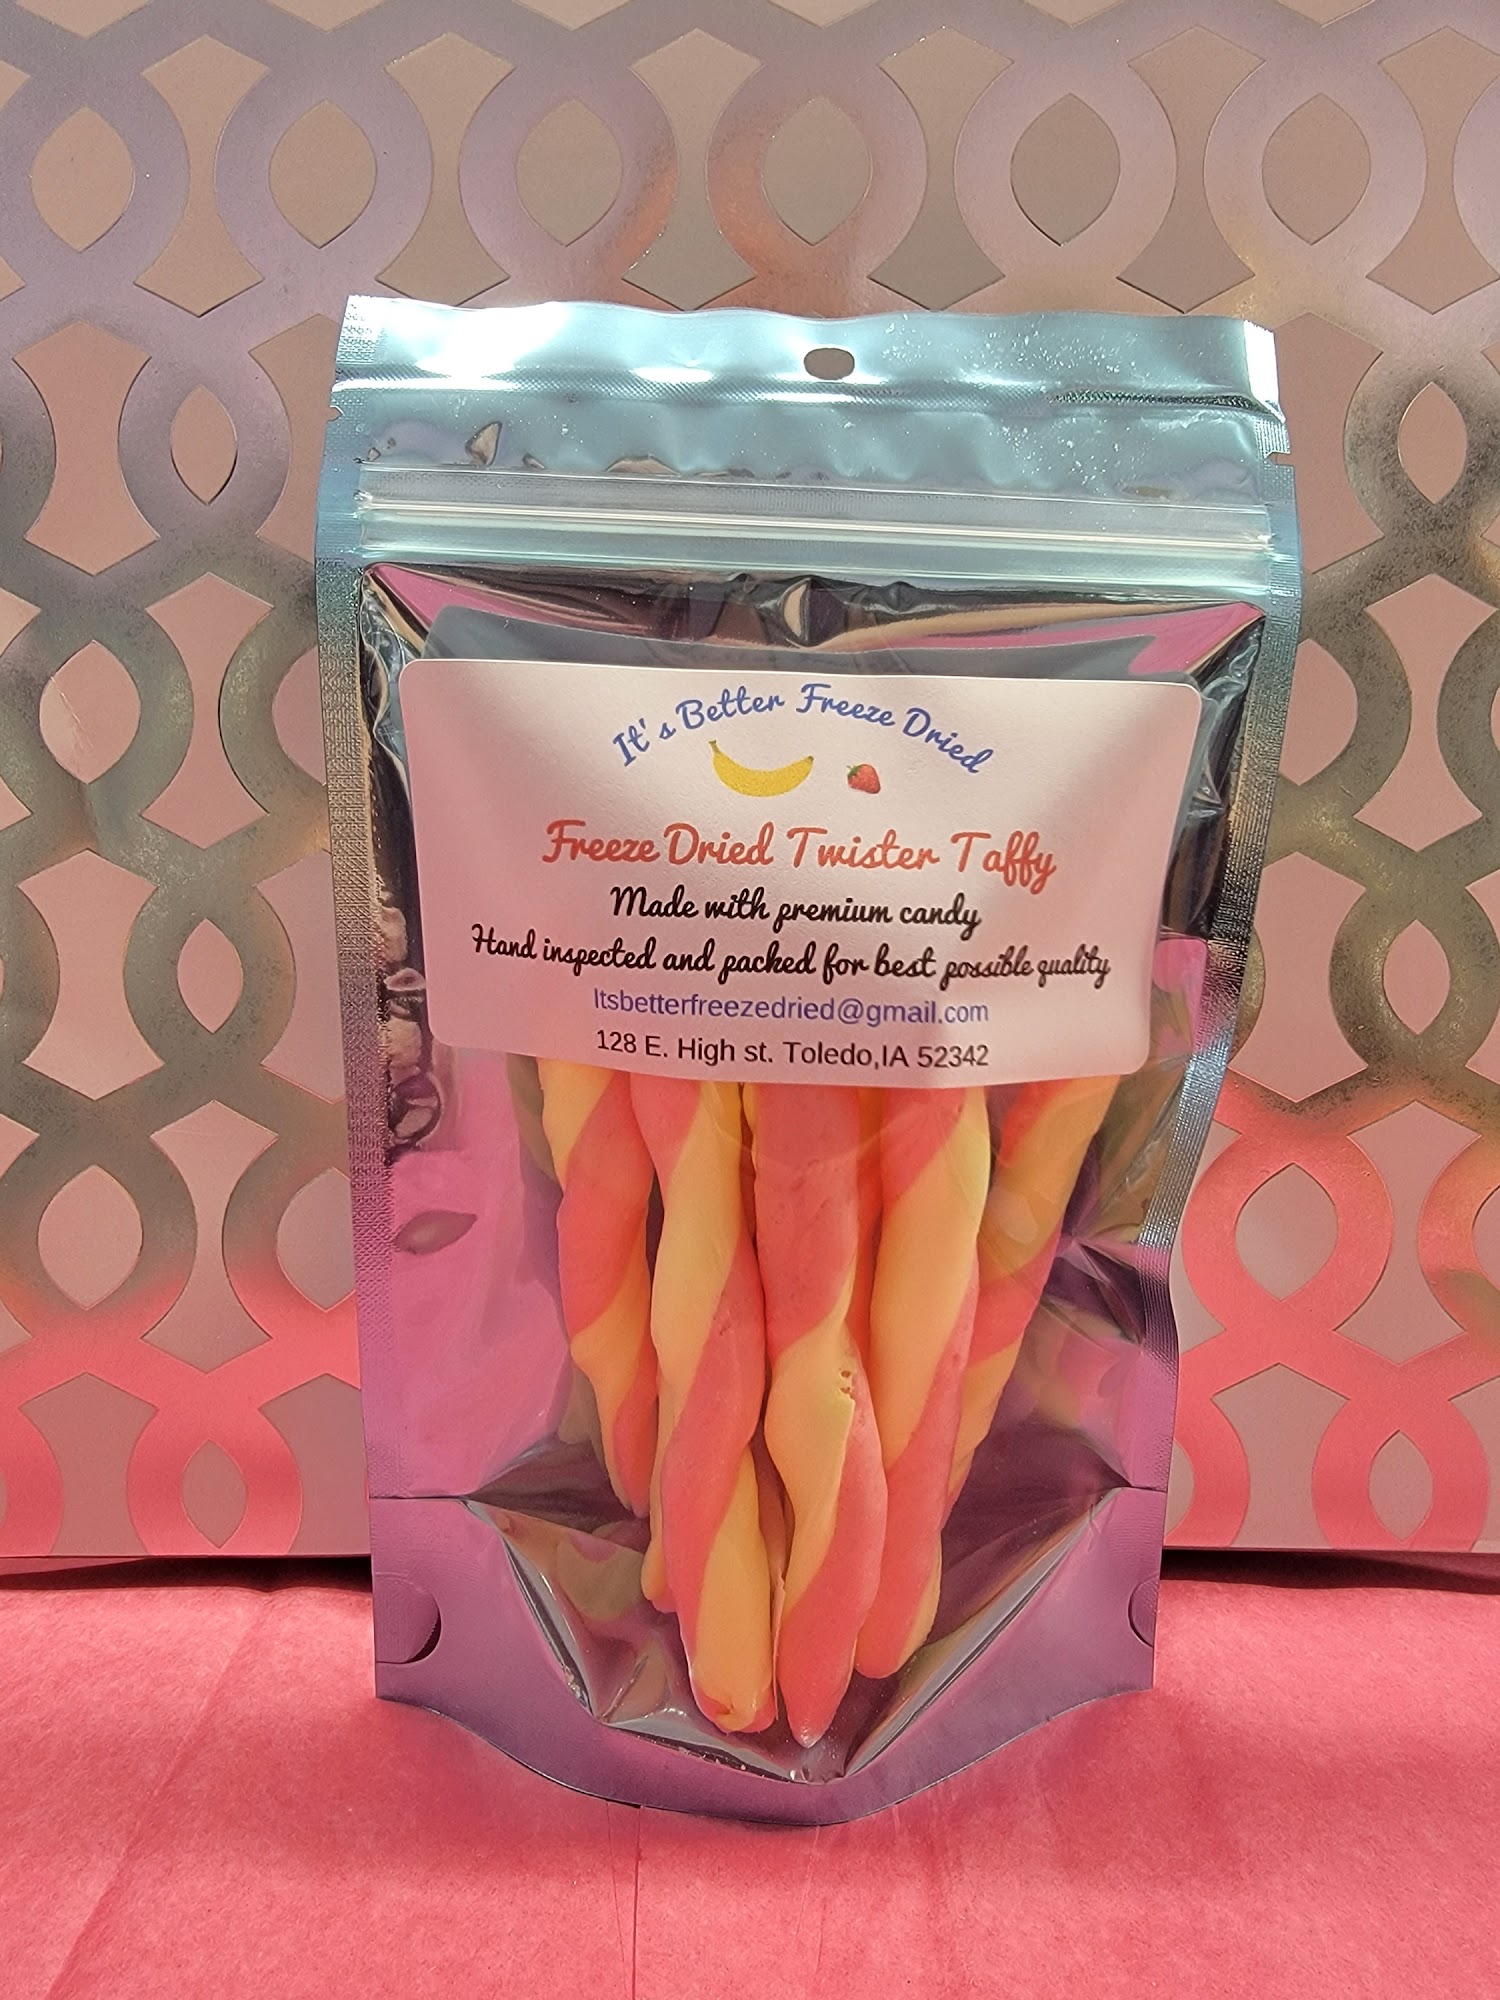 It's Better Freeze Dried
Freeze Dried Twister Taffy
Made with premium candy
Hand inspected and packed for best possible quality
Itsbetterfreezedried@gmail.com
128 E. High st. Toledo,IA 52342